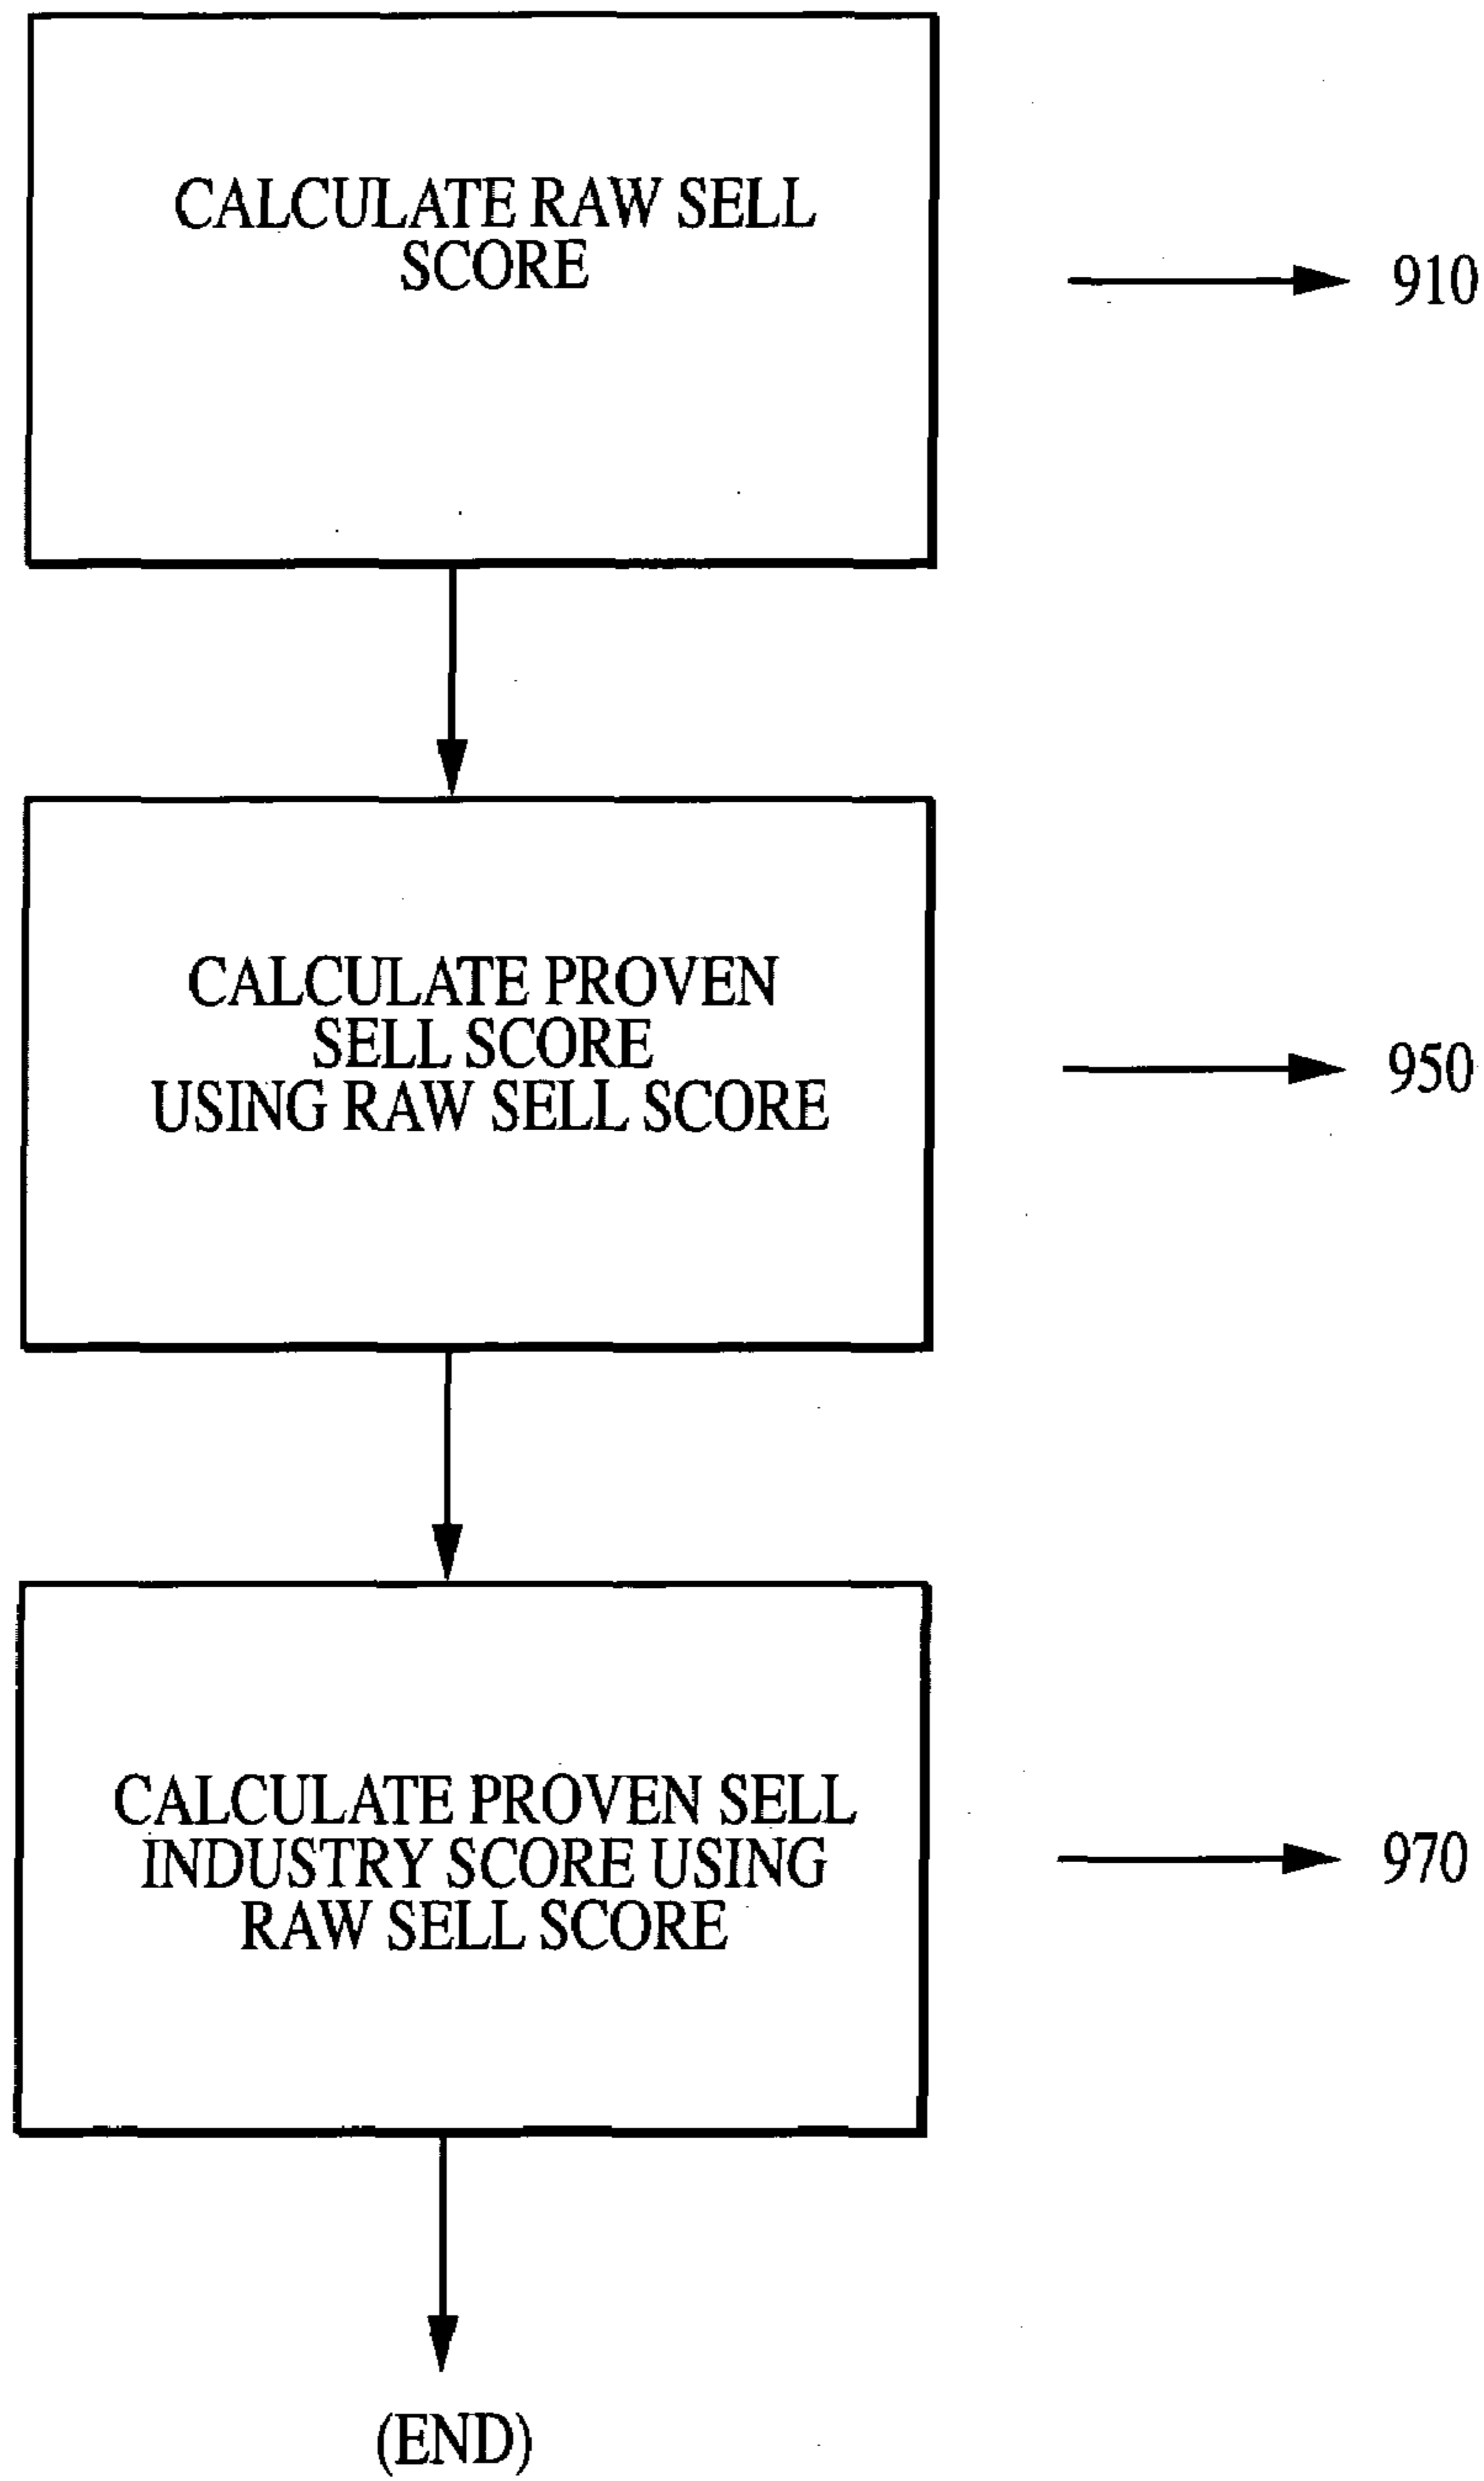 CALCULATE RAW SELL
SCORE
910
CALCULATE PROVEN
SELL SCORE
USING RAW SELL SCORE
950
CALCULATE PROVEN SELL
INDUSTRY SCORE USING
RAW SELL SCORE
970
(END)